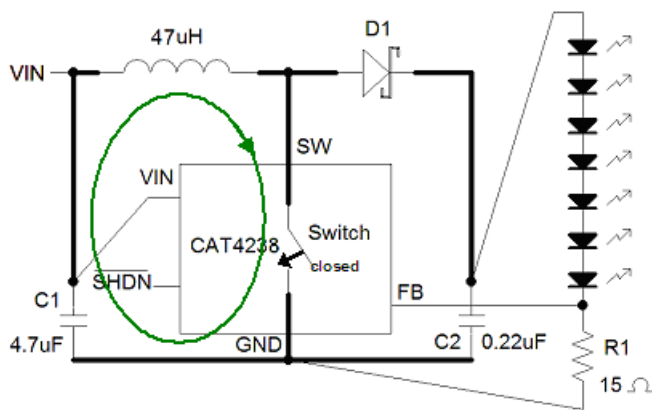 47uH
D1
VIN
SW
VIN
CAT4238
Switch
closed
SHDN
FB
C1
4.7uF
GND
C2
0.22uF
R1
15 Ω